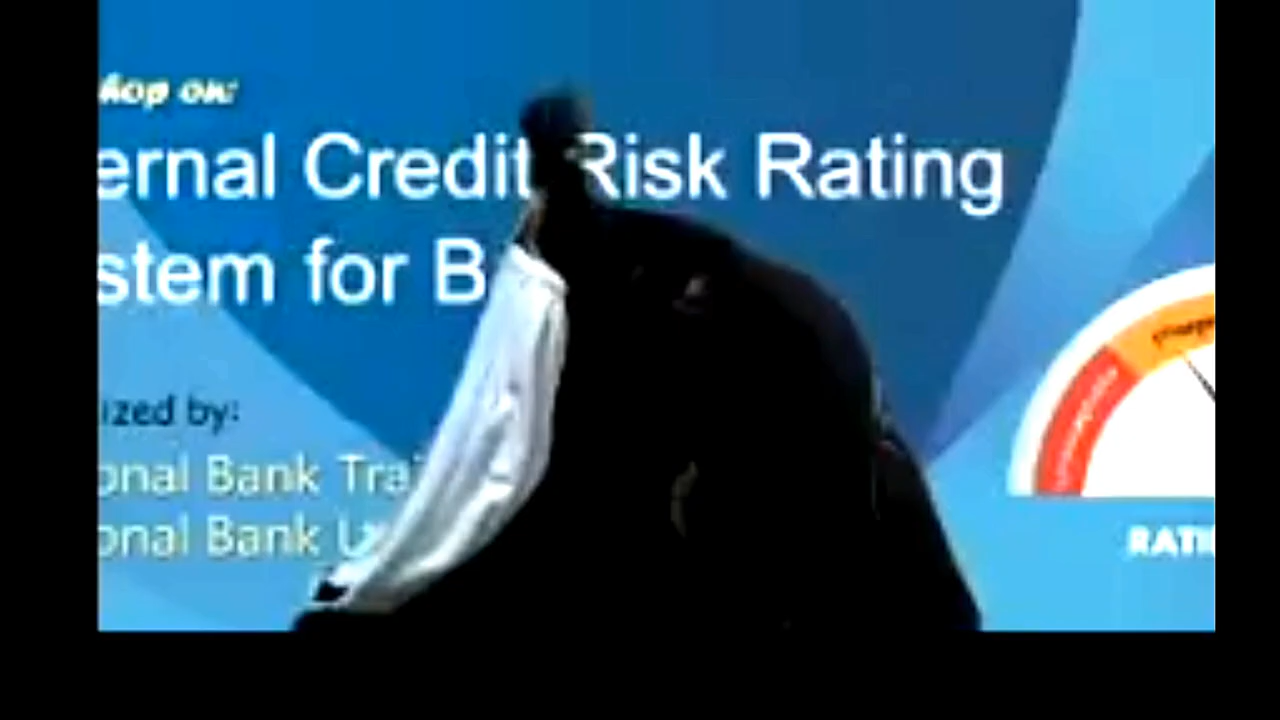 hop on:
ernal Credit Risk Rating
stem for B
ized by:
onal Bank Trai
onal Bank
RATI